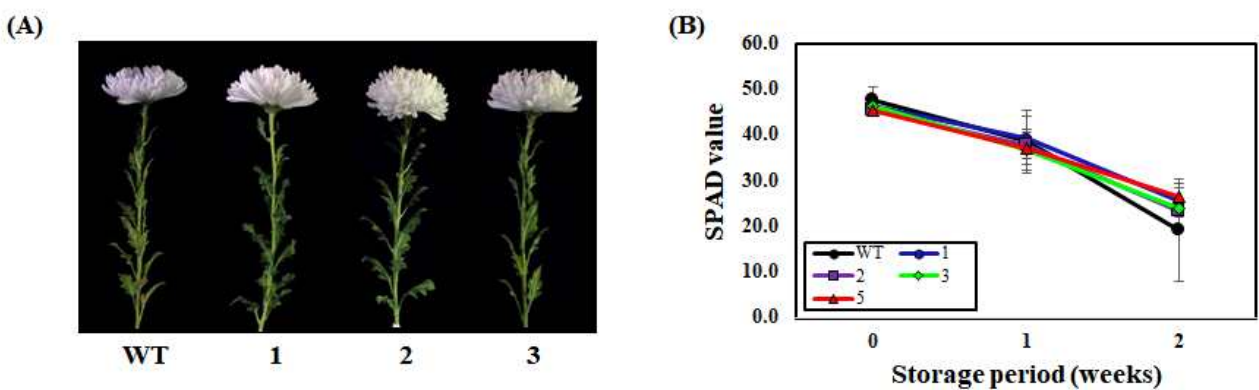 (A)
WT 1 2 3
(B)
SPAD value
60.0
50.0
40.0
30.0
20.0
10.0
0.0
WT 1
2 3
5
0 1 2
Storage period (weeks)